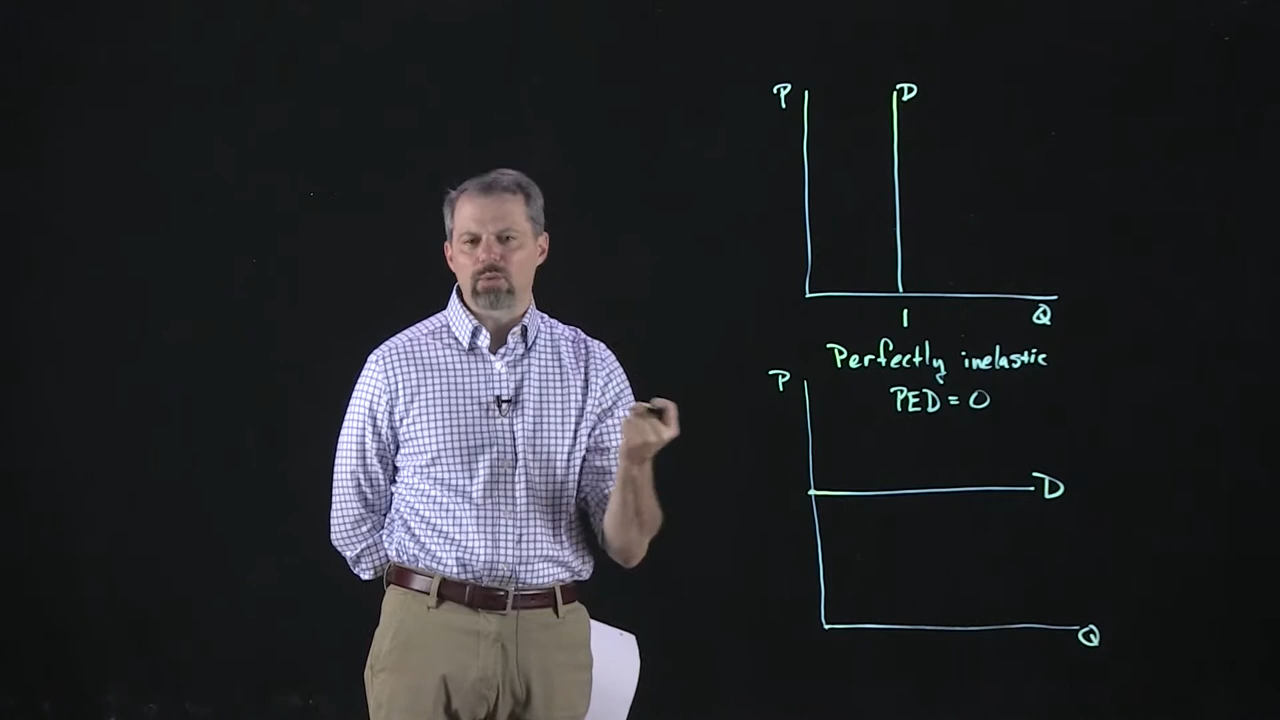 P D
1 Q
Perfectly inelastic
P
PED = 0
D
Q